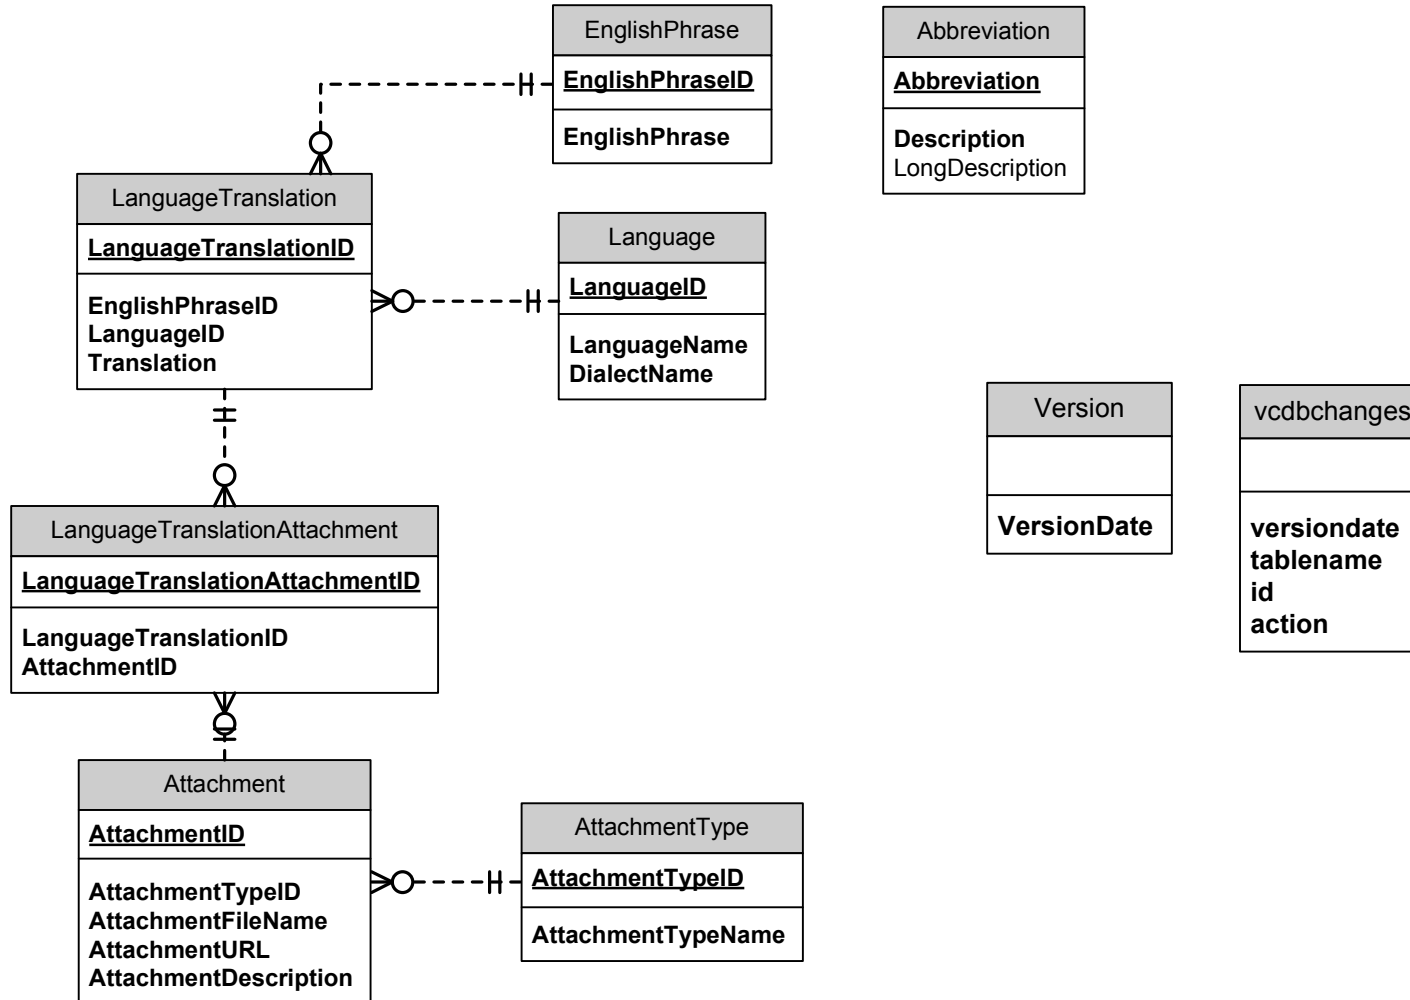 EnglishPhrase
EnglishPhraseID
EnglishPhrase
Abbreviation
Abbreviation
Description
LongDescription
LanguageTranslation
LanguageTranslationID
EnglishPhraseID
LanguageID
Translation
Language
LanguageID
LanguageName
DialectName
Version
VersionDate
vcdbchanges
versiondate
tablename
id
action
LanguageTranslationAttachment
LanguageTranslationAttachmentID
LanguageTranslationID
AttachmentID
Attachment
AttachmentID
AttachmentTypeID
AttachmentFileName
AttachmentURL
AttachmentDescription
AttachmentType
AttachmentTypeID
AttachmentTypeName